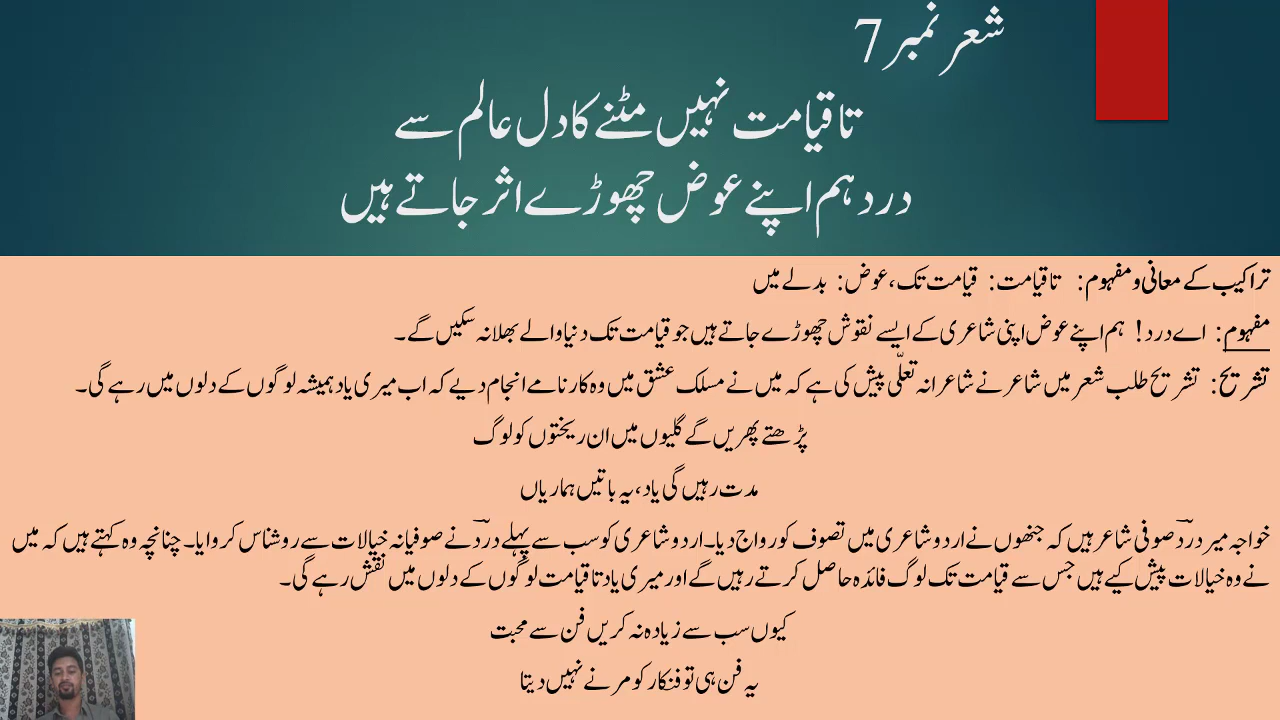 شعر نمبر 7
تا قیامت نہیں مٹنے کا دل عالم سے
درد ہم اپنے عوض چھوڑے اثر جاتے ہیں
تراکیب کے معانی و مفہوم: تا قیامت: قیامت تک، عوض: بدلے میں
مفہوم: اے درد! ہم اپنے عوض اپنی شاعری کے ایسے نقوش چھوڑے جاتے ہیں جو قیامت تک دنیا والے بھلا نہ سکیں گے۔
تشریح: تشریح طلب شعر میں شاعر نے شاعرانہ تعلّی پیش کی ہے کہ میں نے مسلک عشق میں وہ کارنامے انجام دیے کہ اب میری یاد ہمیشہ لوگوں کے دلوں میں رہے گی۔
پڑھتے پھریں گے گلیوں میں ان ریختوں کو لوگ
مدت رہیں گی یاد، یہ باتیں ہماریاں
خواجہ میر دردؔ صوفی شاعر ہیں کہ جنھوں نے اردو شاعری میں تصوف کو رواج دیا۔ اردو شاعری کو سب سے پہلے دردؔ نے صوفیانہ خیالات سے روشناس کروایا۔ چنانچہ وہ کہتے ہیں کہ میں
نے وہ خیالات پیش کیے ہیں جس سے قیامت تک لوگ فائدہ حاصل کرتے رہیں گے اور میری یاد تا قیامت لوگوں کے دلوں میں نقش رہے گی۔
کیوں سب سے زیادہ نہ کریں فن سے محبت
یہ فن ہی تو فنکار کو مرنے نہیں دیتا